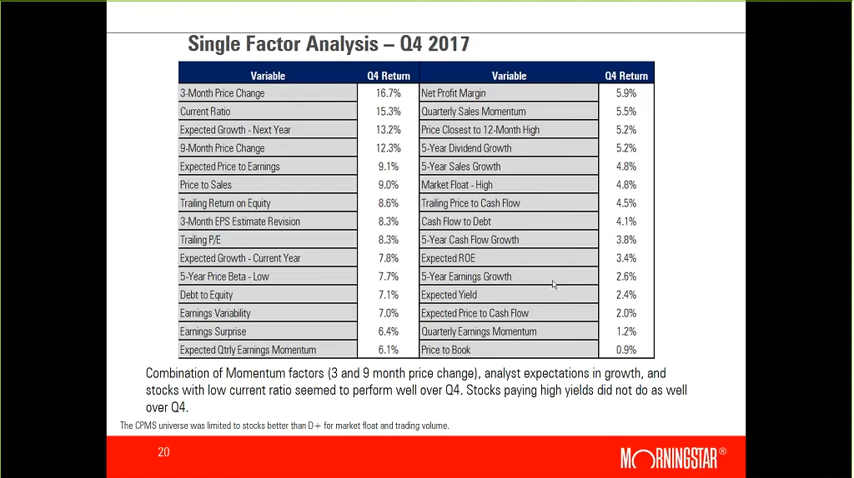 Single Factor Analysis – Q4 2017
Variable Q4 Return Variable Q4 Return
3-Month Price Change 16.7% Net Profit Margin 5.9%
Current Ratio 15.3% Quarterly Sales Momentum 5.5%
Expected Growth - Next Year 13.2% Price Closest to 12-Month High 5.2%
9-Month Price Change 12.3% 5-Year Dividend Growth 5.2%
Expected Price to Earnings 9.1% 5-Year Sales Growth 4.8%
Price to Sales 9.0% Market Float - High 4.8%
Trailing Return on Equity 8.6% Trailing Price to Cash Flow 4.5%
3-Month EPS Estimate Revision 8.3% Cash Flow to Debt 4.1%
Trailing P/E 8.3% 5-Year Cash Flow Growth 3.8%
Expected Growth - Current Year 7.8% Expected ROE 3.4%
5-Year Price Beta - Low 7.7% 5-Year Earnings Growth 2.6%
Debt to Equity 7.1% Expected Yield 2.4%
Earnings Variability 7.0% Expected Price to Cash Flow 2.0%
Earnings Surprise 6.4% Quarterly Earnings Momentum 1.2%
Expected Qtrly Earnings Momentum 6.1% Price to Book 0.9%
Combination of Momentum factors (3 and 9 month price change), analyst expectations in growth, and
stocks with low current ratio seemed to perform well over Q4. Stocks paying high yields did not do as well
over Q4.
The CPMS universe was limited to stocks better than D+ for market float and trading volume.
20
MORNINGSTAR®